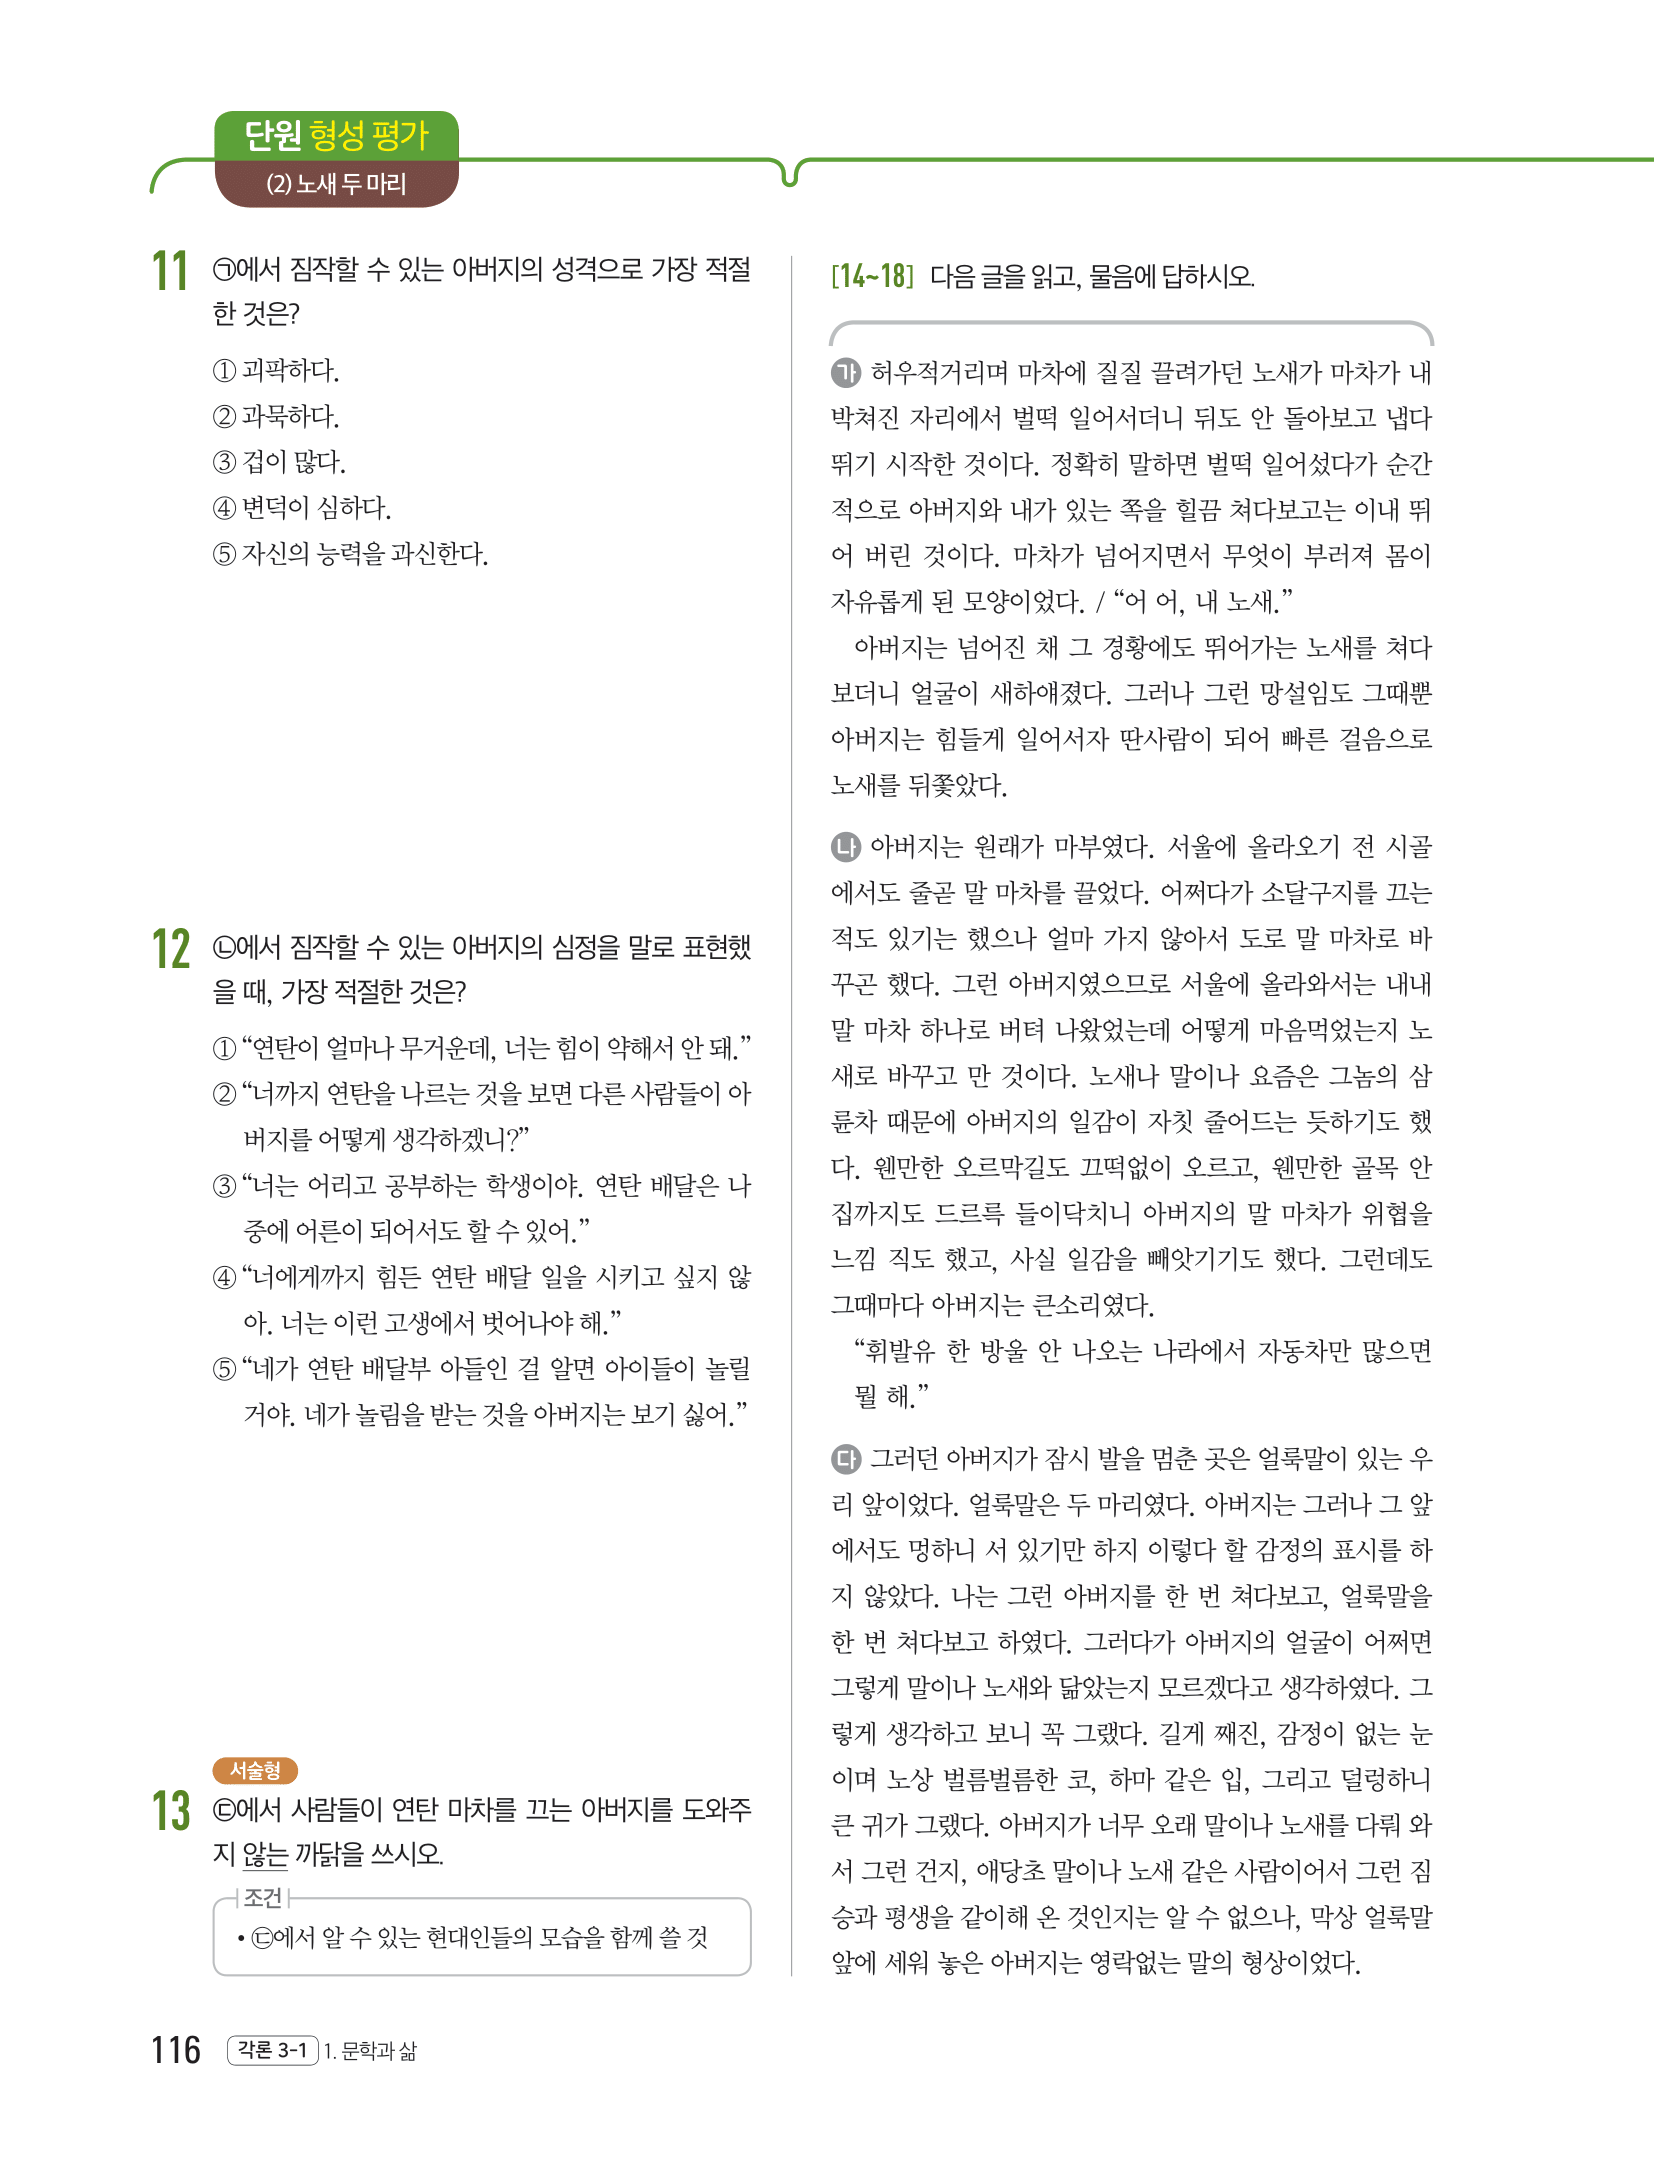 단원 형성 평가
(2) 노새 두 마리
11 ㉠에서 짐작할 수 있는 아버지의 성격으로 가장 적절
한 것은?
① 괴팍하다.
② 과묵하다.
③ 겁이 많다.
④ 변덕이 심하다.
⑤ 자신의 능력을 과신한다.
12 ㉡에서 짐작할 수 있는 아버지의 심정을 말로 표현했
을 때, 가장 적절한 것은?
① “연탄이 얼마나 무거운데, 너는 힘이 약해서 안 돼.”
② “너까지 연탄을 나르는 것을 보면 다른 사람들이 아
버지를 어떻게 생각하겠니?”
③ “너는 어리고 공부하는 학생이야. 연탄 배달은 나
중에 어른이 되어서도 할 수 있어.”
④ “너에게까지 힘든 연탄 배달 일을 시키고 싶지 않
아. 너는 이런 고생에서 벗어나야 해.”
⑤ “네가 연탄 배달부 아들인 걸 알면 아이들이 놀릴
거야. 네가 놀림을 받는 것을 아버지는 보기 싫어.”
서술형
13 ㉢에서 사람들이 연탄 마차를 끄는 아버지를 도와주
지 않는 까닭을 쓰시오.
조건
• ㉢에서 알 수 있는 현대인들의 모습을 함께 쓸 것
[14~18] 다음 글을 읽고, 물음에 답하시오.
가 허우적거리며 마차에 질질 끌려가던 노새가 마차가 내
박쳐진 자리에서 벌떡 일어서더니 뒤도 안 돌아보고 냅다
뛰기 시작한 것이다. 정확히 말하면 벌떡 일어섰다가 순간
적으로 아버지와 내가 있는 쪽을 힐끔 쳐다보고는 이내 뛰
어 버린 것이다. 마차가 넘어지면서 무엇이 부러져 몸이
자유롭게 된 모양이었다. / “어 어, 내 노새.”
아버지는 넘어진 채 그 경황에도 뛰어가는 노새를 쳐다
보더니 얼굴이 새하얘졌다. 그러나 그런 망설임도 그때뿐
아버지는 힘들게 일어서자 딴사람이 되어 빠른 걸음으로
노새를 뒤쫓았다.
나 아버지는 원래가 마부였다. 서울에 올라오기 전 시골
에서도 줄곧 말 마차를 끌었다. 어쩌다가 소달구지를 끄는
적도 있기는 했으나 얼마 가지 않아서 도로 말 마차로 바
꾸곤 했다. 그런 아버지였으므로 서울에 올라와서는 내내
말 마차 하나로 버텨 나왔었는데 어떻게 마음먹었는지 노
새로 바꾸고 만 것이다. 노새나 말이나 요즘은 그놈의 삼
륜차 때문에 아버지의 일감이 자칫 줄어드는 듯하기도 했
다. 웬만한 오르막길도 끄떡없이 오르고, 웬만한 골목 안
집까지도 드르륵 들이닥치니 아버지의 말 마차가 위협을
느낌 직도 했고, 사실 일감을 빼앗기기도 했다. 그런데도
그때마다 아버지는 큰소리였다.
“휘발유 한 방울 안 나오는 나라에서 자동차만 많으면
뭘 해.”
다 그러던 아버지가 잠시 발을 멈춘 곳은 얼룩말이 있는 우
리 앞이었다. 얼룩말은 두 마리였다. 아버지는 그러나 그 앞
에서도 멍하니 서 있기만 하지 이렇다 할 감정의 표시를 하
지 않았다. 나는 그런 아버지를 한 번 쳐다보고, 얼룩말을
한 번 쳐다보고 하였다. 그러다가 아버지의 얼굴이 어쩌면
그렇게 말이나 노새와 닮았는지 모르겠다고 생각하였다. 그
렇게 생각하고 보니 꼭 그랬다. 길게 째진, 감정이 없는 눈
이며 노상 벌름벌름한 코, 하마 같은 입, 그리고 덜렁하니
큰 귀가 그랬다. 아버지가 너무 오래 말이나 노새를 다뤄 와
서 그런 건지, 애당초 말이나 노새 같은 사람이어서 그런 짐
승과 평생을 같이해 온 것인지는 알 수 없으나, 막상 얼룩말
앞에 세워 놓은 아버지는 영락없는 말의 형상이었다.
116 각론 3-1 1. 문학과 삶